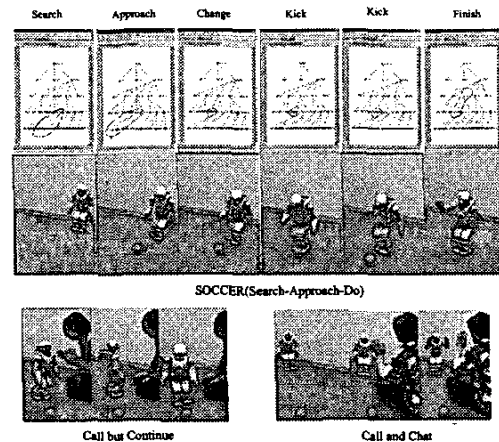 Search Approach Change Kick Kick Finish
SOCCER(Search-Approach-Do)
Call but Continue Call and Chat